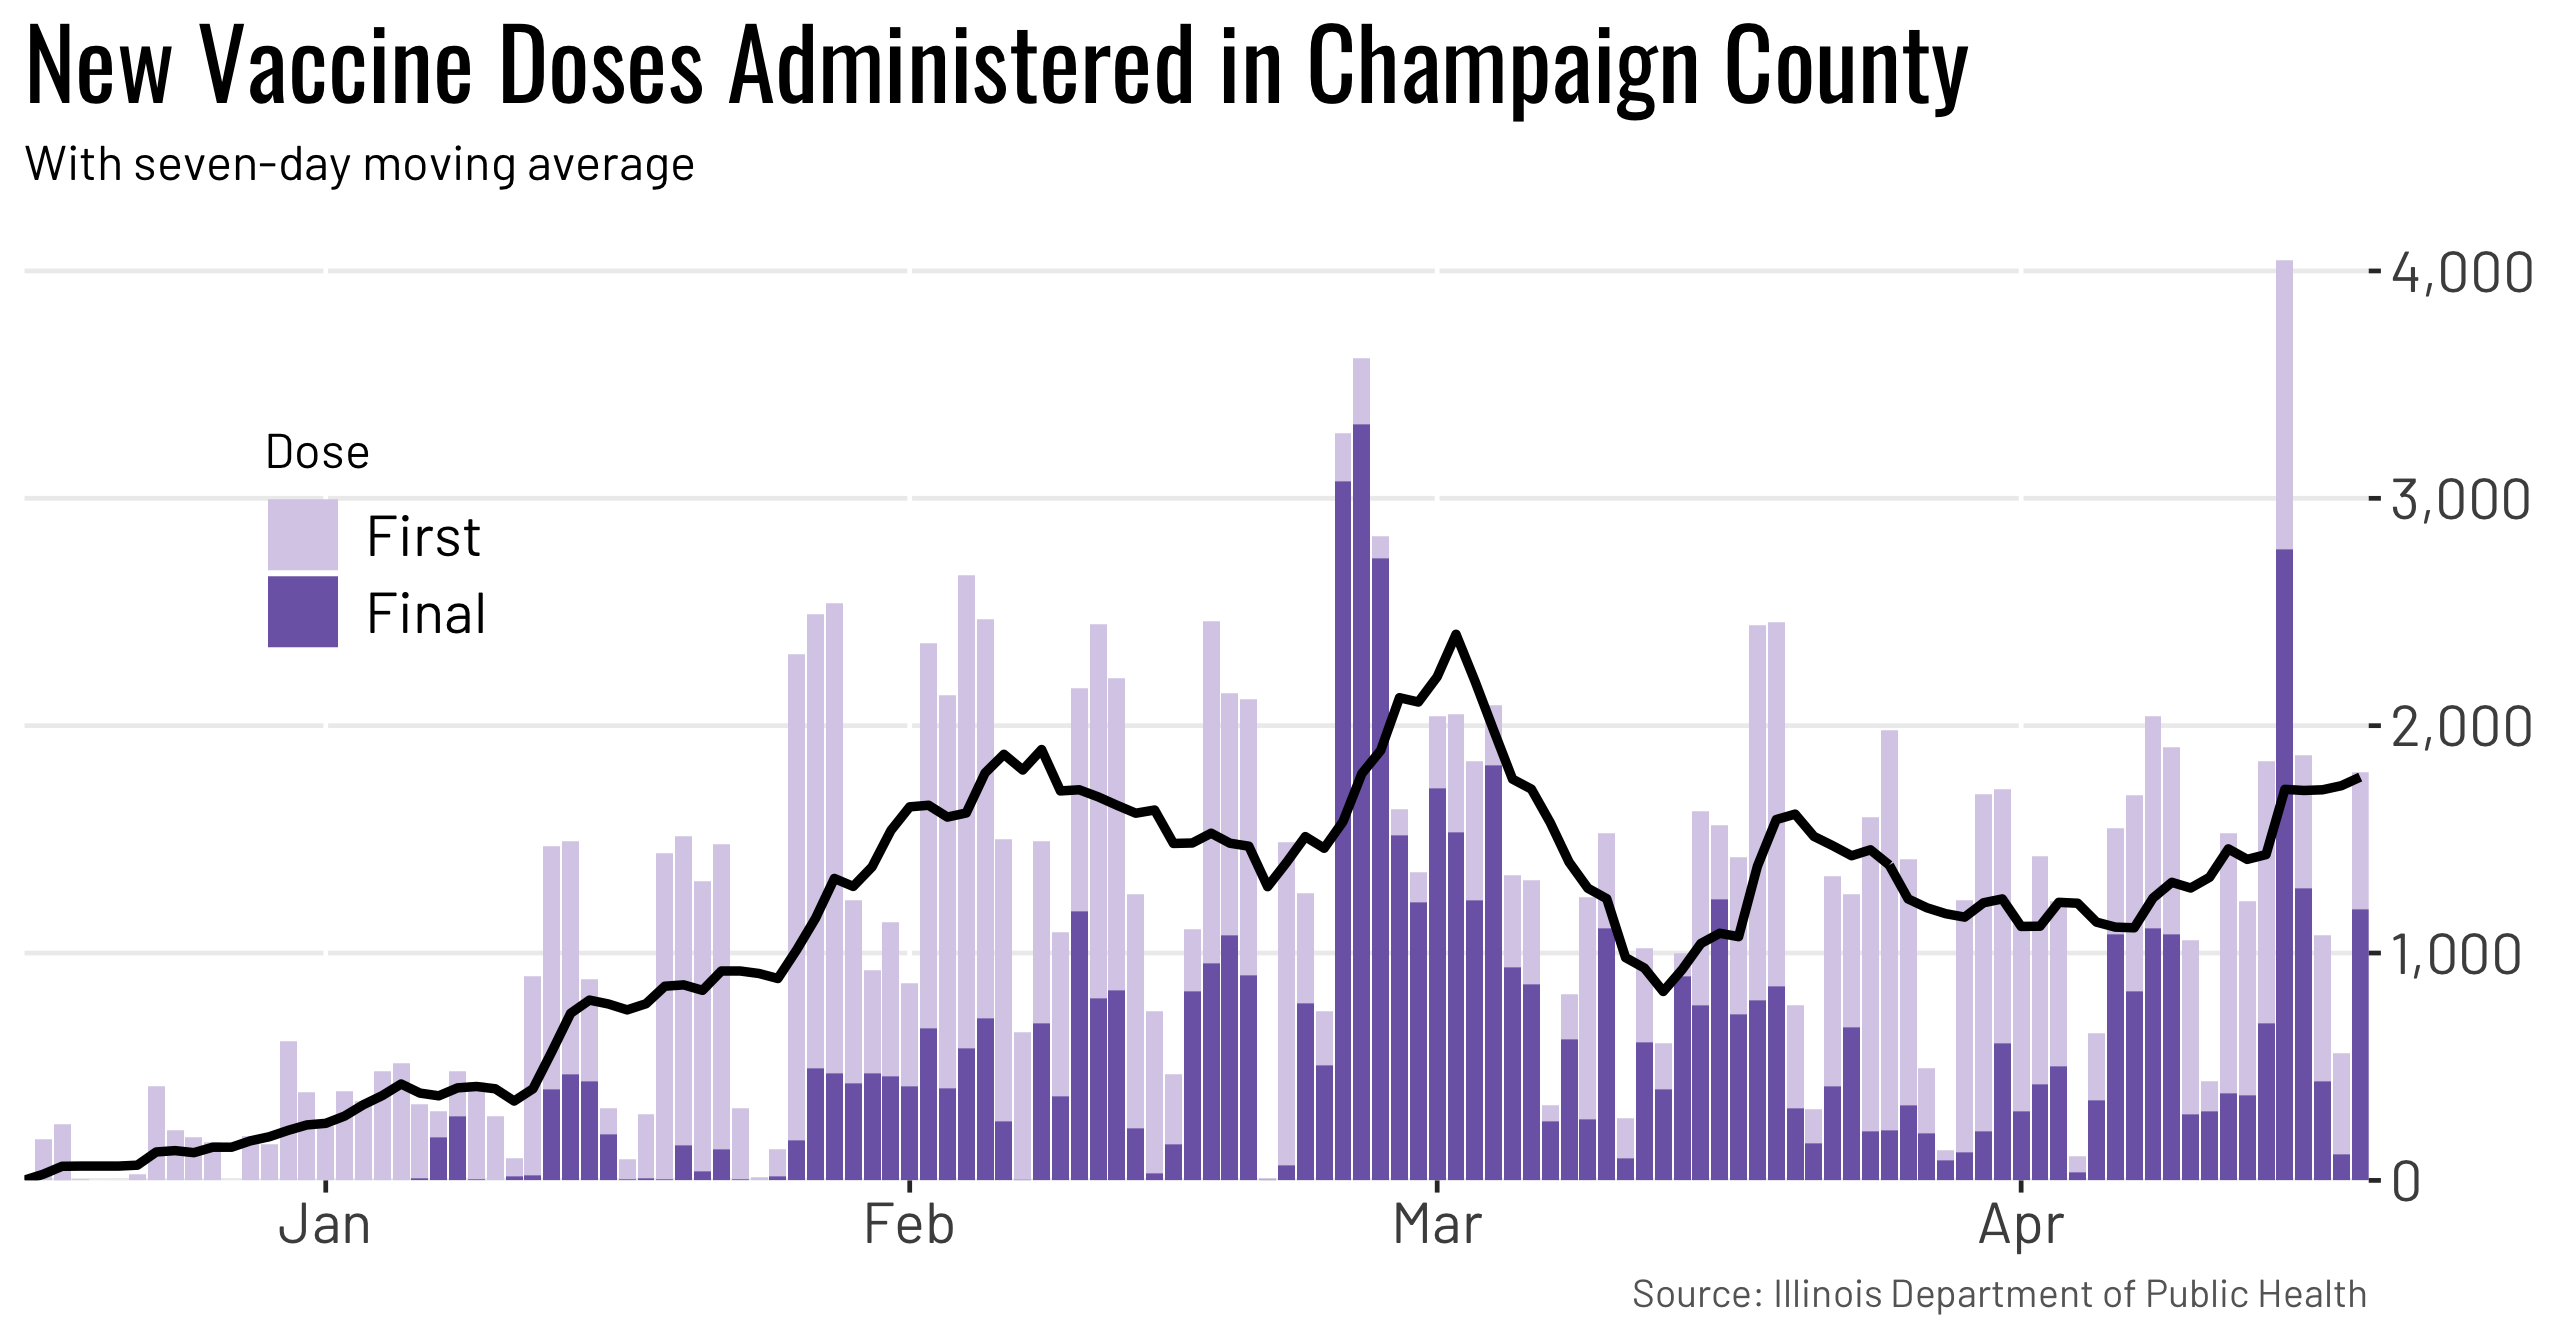 New Vaccine Doses Administered in Champaign County
With seven-day moving average
4,000
3,000
2,000
1,000
0
Dose
First
Final
Jan
Feb
Mar
Apr
Source: Illinois Department of Public Health